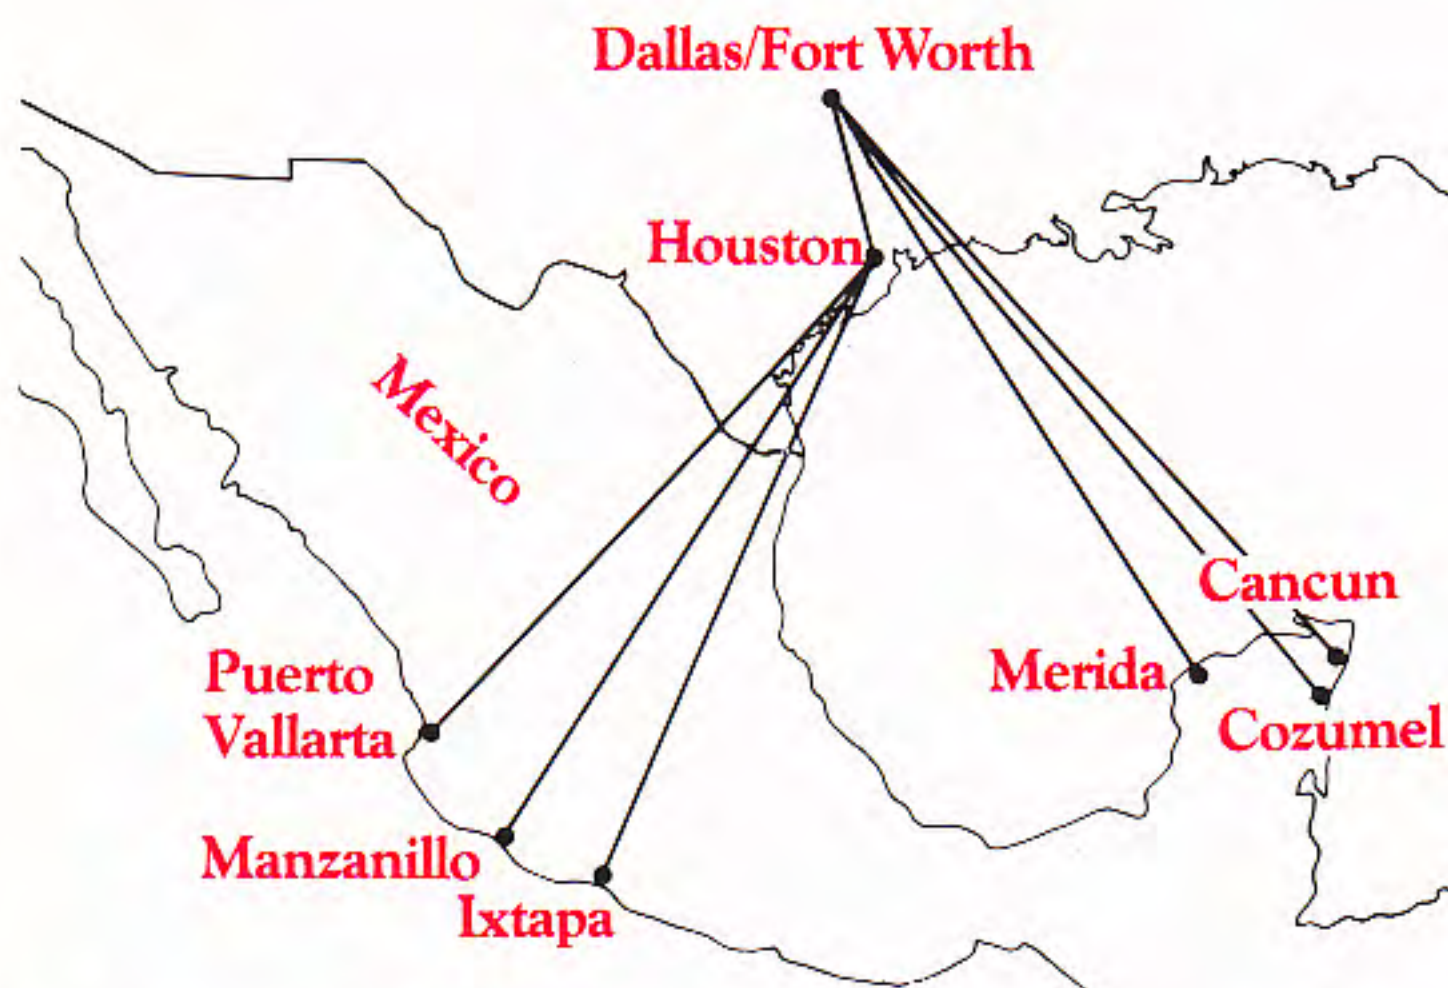 Dallas/Fort Worth
Houston
Mexico
Cancun
Merida
Puerto
Vallarta
Cozumel
Manzanillo
Ixtapa